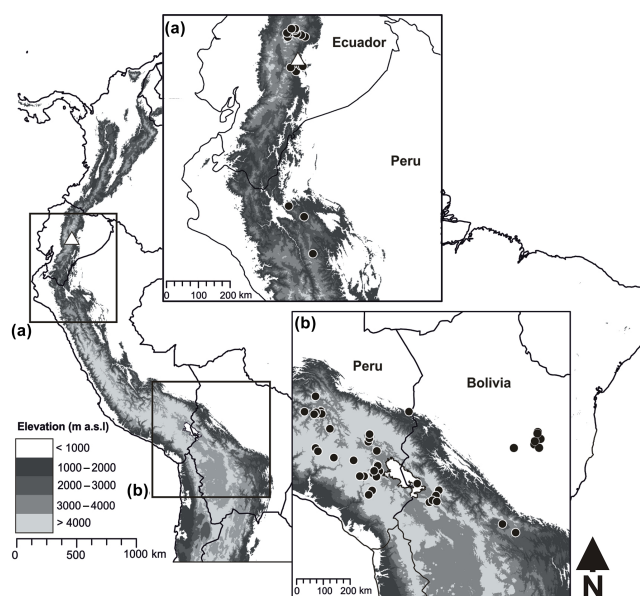 (a)
Ecuador
Peru
0 100 200 km
(a)
(b)
Peru
Bolivia
Elevation (m a.s.l)
< 1000
1000–2000
2000–3000
3000–4000
> 4000
(b)
0 500 1000 km
0 100 200 km
N